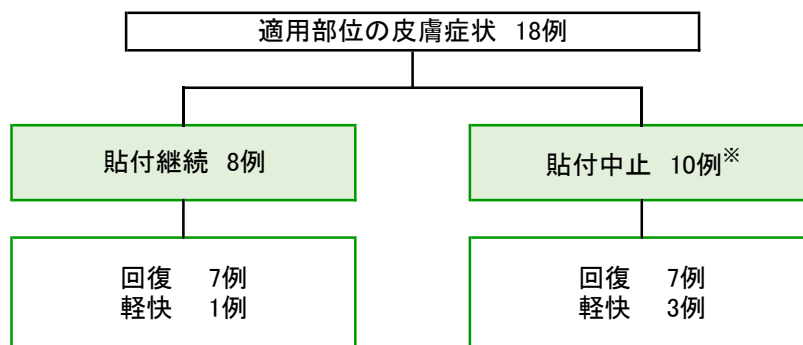 適用部位の皮膚症状 18例
貼付継続 8例
貼付中止 10例※
回復 7例
軽快 1例
回復 7例
軽快 3例